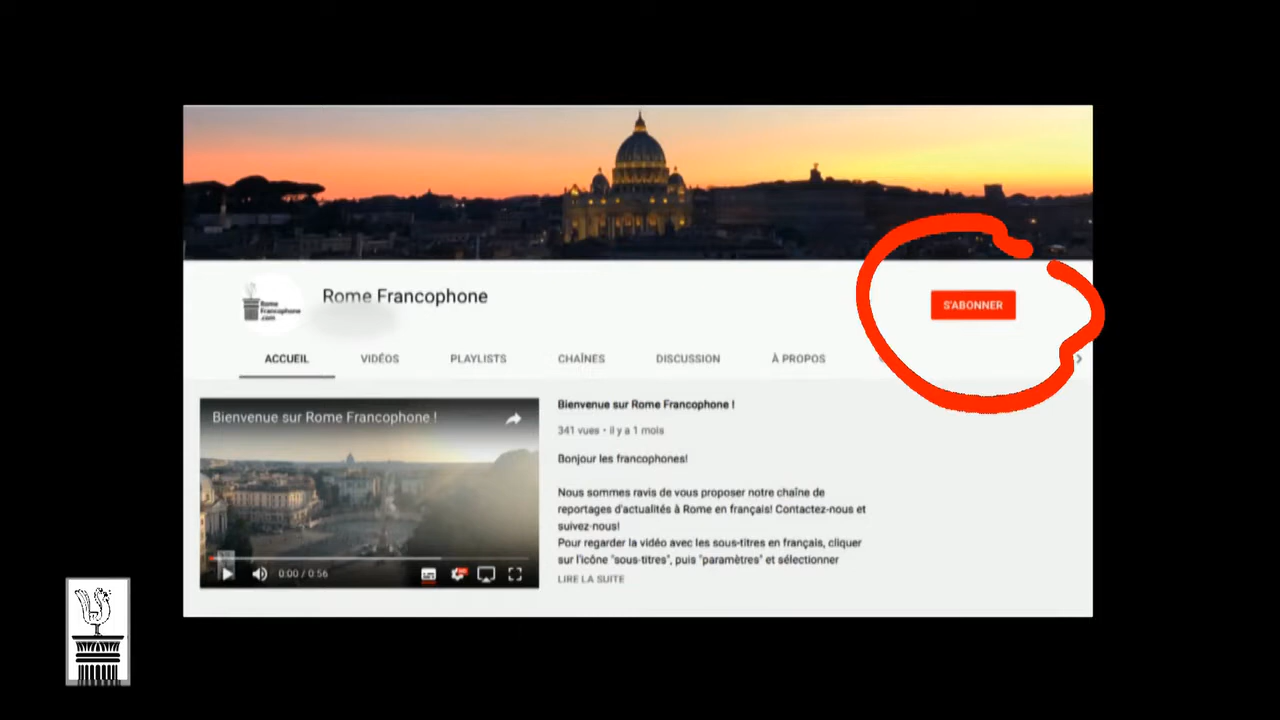 Rome Francophone
Rome
Francophone
.com
S'ABONNER
ACCUEIL VIDÉOS PLAYLISTS CHAÎNES DISCUSSION À PROPOS
Bienvenue sur Rome Francophone !
0:00 / 0:56
Bienvenue sur Rome Francophone !
341 vues • il y a 1 mois
Bonjour les francophones!
Nous sommes ravis de vous proposer notre chaîne de
reportages d'actualités à Rome en français! Contactez-nous et
suivez-nous!
Pour regarder la vidéo avec les sous-titres en français, cliquer
sur l'icône "sous-titres", puis "paramètres" et sélectionner
LIRE LA SUITE